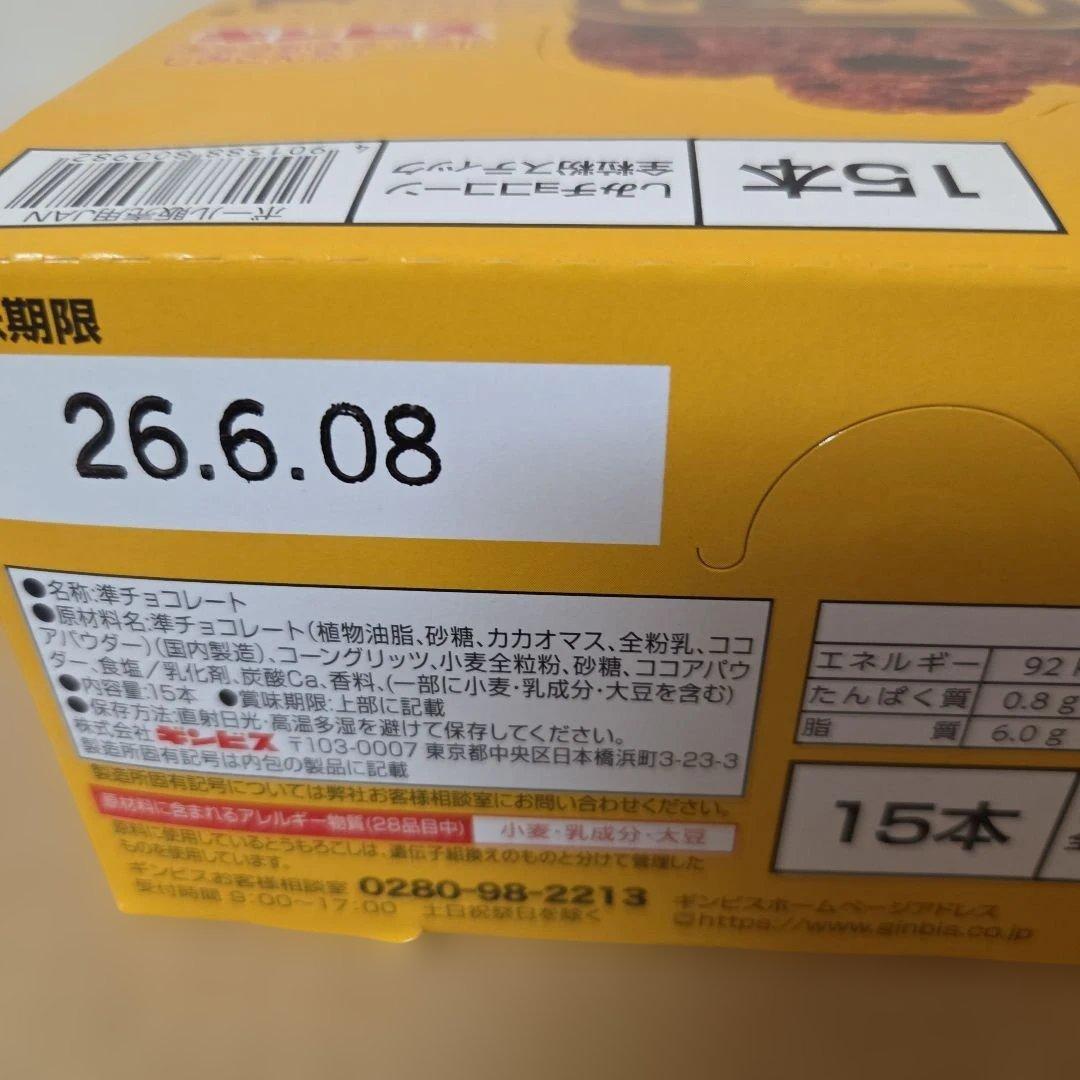 15本
しみチョココーン
全粒粉スティック
ボール販売用JAN
期限
26.6.08
●名称:準チョコレート
●原材料名:準チョコレート(植物油脂、砂糖、カカオマス、全粉乳、ココ
アパウダー)(国内製造)、コーングリッツ、小麦全粒粉、砂糖、ココアパウ
ダー、食塩/乳化剤、炭酸Ca、香料、(一部に小麦・乳成分・大豆を含む)
●内容量:15本 ●賞味期限:上部に記載
●保存方法:直射日光・高温多湿を避けて保存してください。
株式会社ギンビス 〒103-0007 東京都中央区日本橋浜町3-23-3
製造所固有記号は内包の製品に記載
製造所固有記号については弊社お客様相談室にお問い合わせください。
原材料に含まれるアレルギー物質(28品目中) 小麦・乳成分・大豆
原料に使用しているとうもろこしは、遺伝子組換えのものと分けて管理した
ものを使用しています。
ギンビスお客様相談室 0280-98-2213
受付時間 9:00〜17:00 土日祝祭日を除く
ギンビスホームページアドレス
https://www.ginbis.co.jp
エネルギー 92
たんぱく質 0.8g
脂質 6.0g
15本